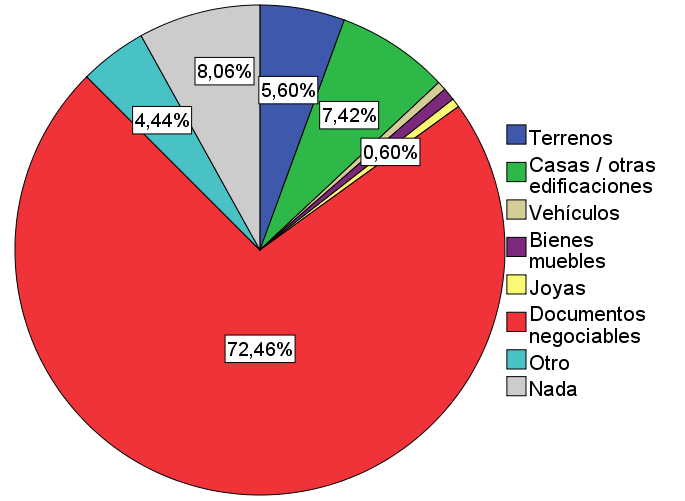 8,06%
5,60%
7,42%
4,44%
0,60%
72,46%
Terrenos
Casas / otras
edificaciones
Vehículos
Bienes
muebles
Joyas
Documentos
negociables
Otro
Nada